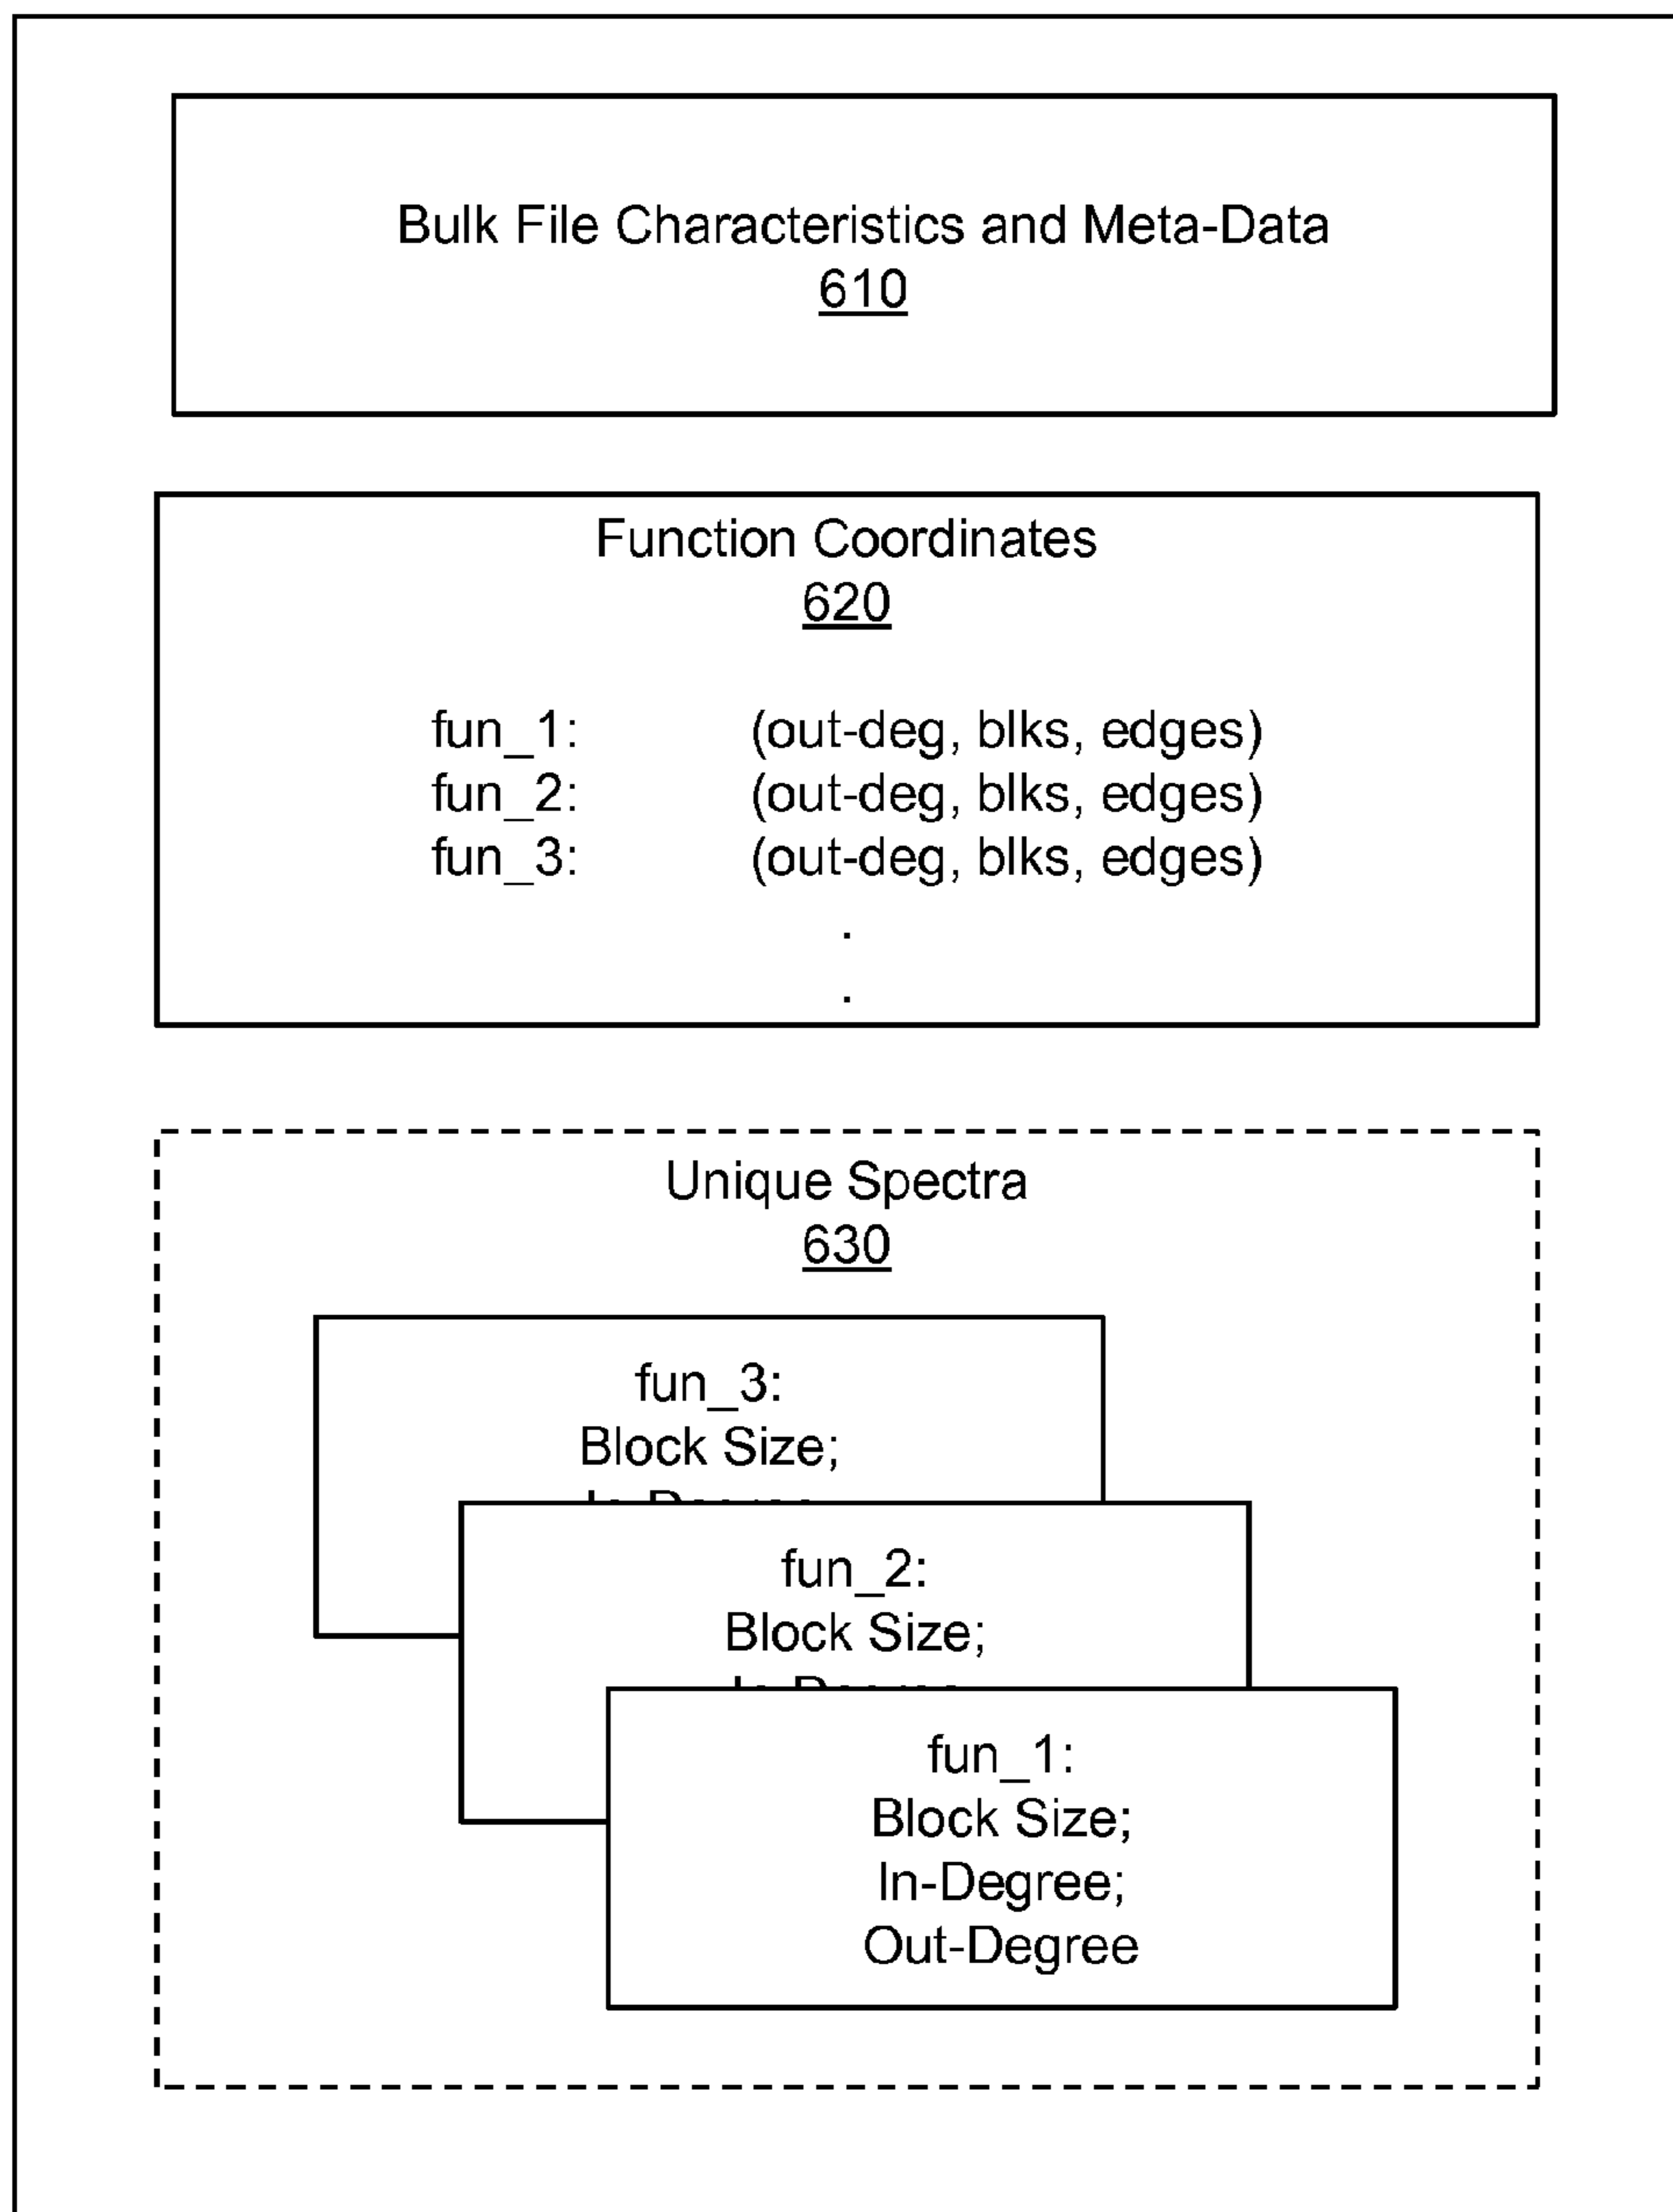 Bulk File Characteristics and Meta-Data
610
Function Coordinates
620
fun_1: (out-deg, blks, edges)
fun_2: (out-deg, blks, edges)
fun_3: (out-deg, blks, edges)
.
.
Unique Spectra
630
fun_3:
Block Size;
fun_2:
Block Size;
fun_1:
Block Size;
In-Degree;
Out-Degree